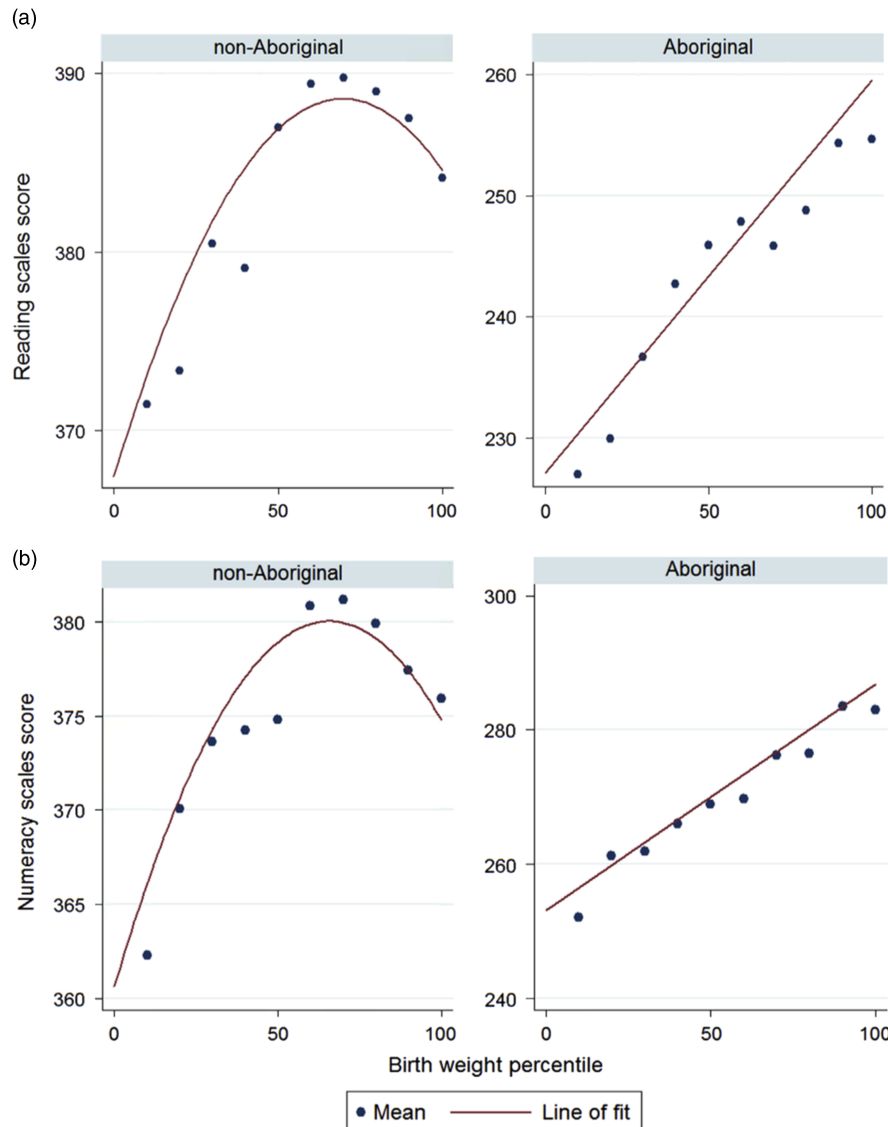 (a)
non-Aboriginal
Aboriginal
Reading scales score
390
380
370
0
50
100
260
250
240
230
0
50
100
(b)
non-Aboriginal
Aboriginal
Numeracy scales score
380
375
370
365
360
0
50
100
300
280
260
240
0
50
100
Birth weight percentile
Mean
Line of fit